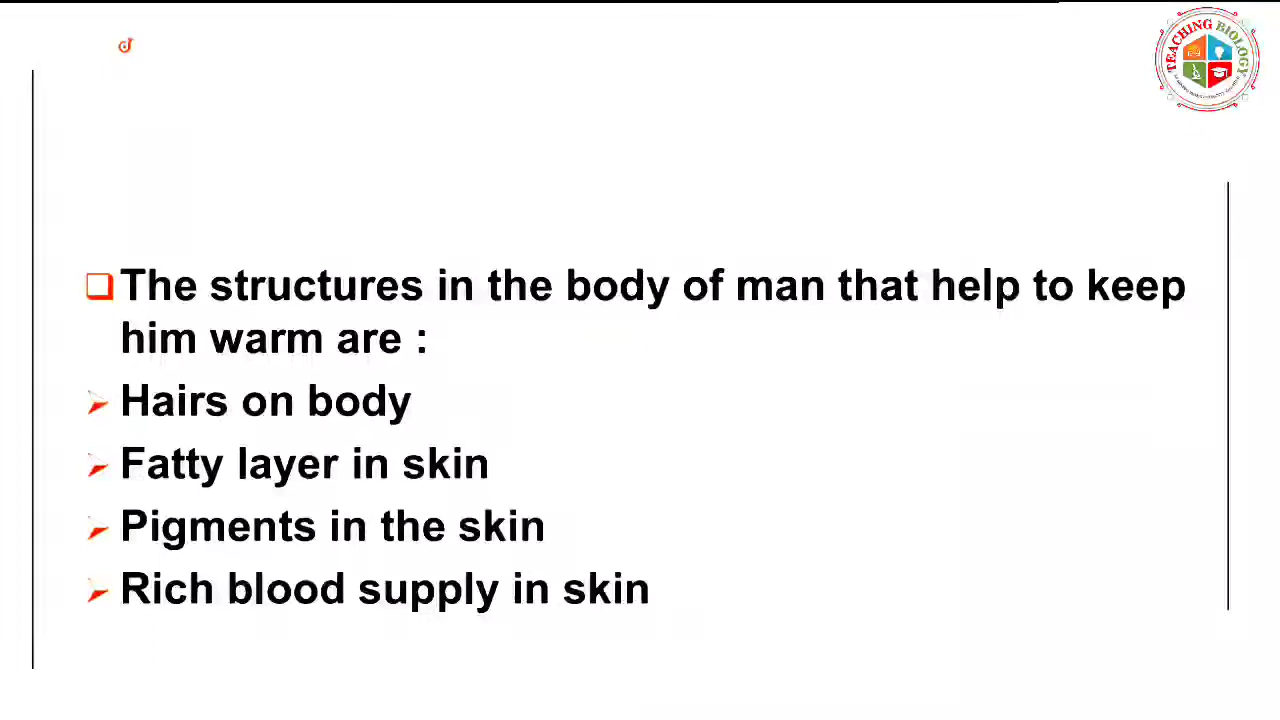 TEACHING BIOLOGY
The structures in the body of man that help to keep
him warm are :
Hairs on body
Fatty layer in skin
Pigments in the skin
Rich blood supply in skin